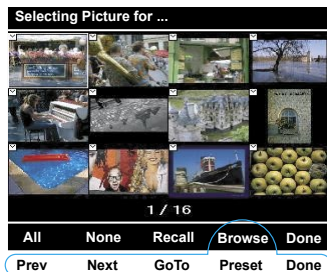 Selecting Picture for ...
1 / 16
All None Recall Browse Done
Prev Next GoTo Preset Done